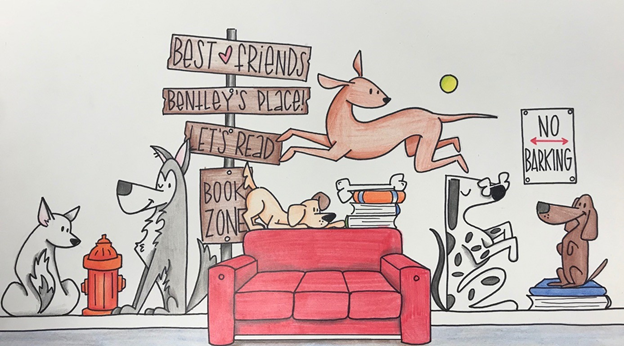 BEST ♥ FRIENDS
BENTLEY'S PLACE!
LET'S READ
BOOK
ZONE
NO
BARKING